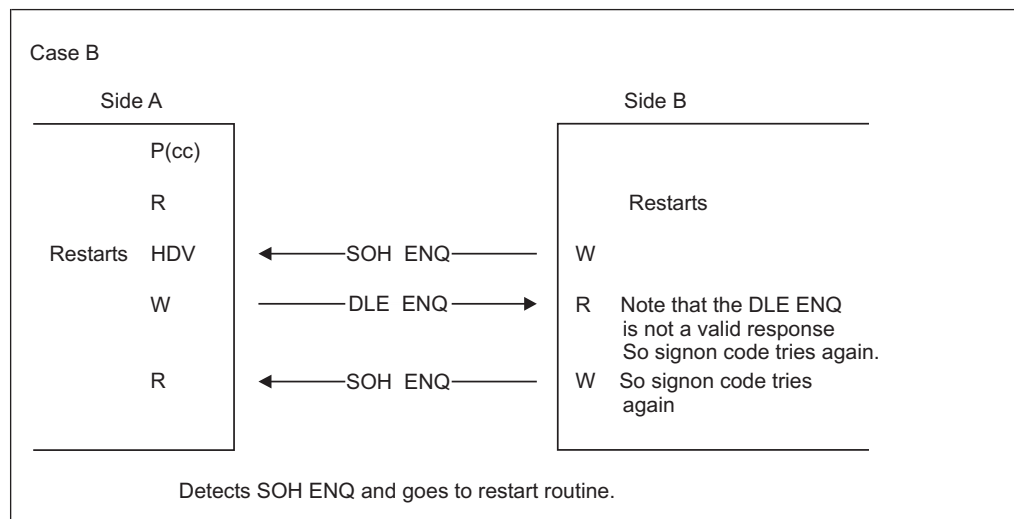 Case B
Side A Side B
P(cc)
R Restarts
Restarts HDV SOH ENQ W
W DLE ENQ R Note that the DLE ENQ
is not a valid response
So signon code tries again.
R SOH ENQ W So signon code tries
again
Detects SOH ENQ and goes to restart routine.